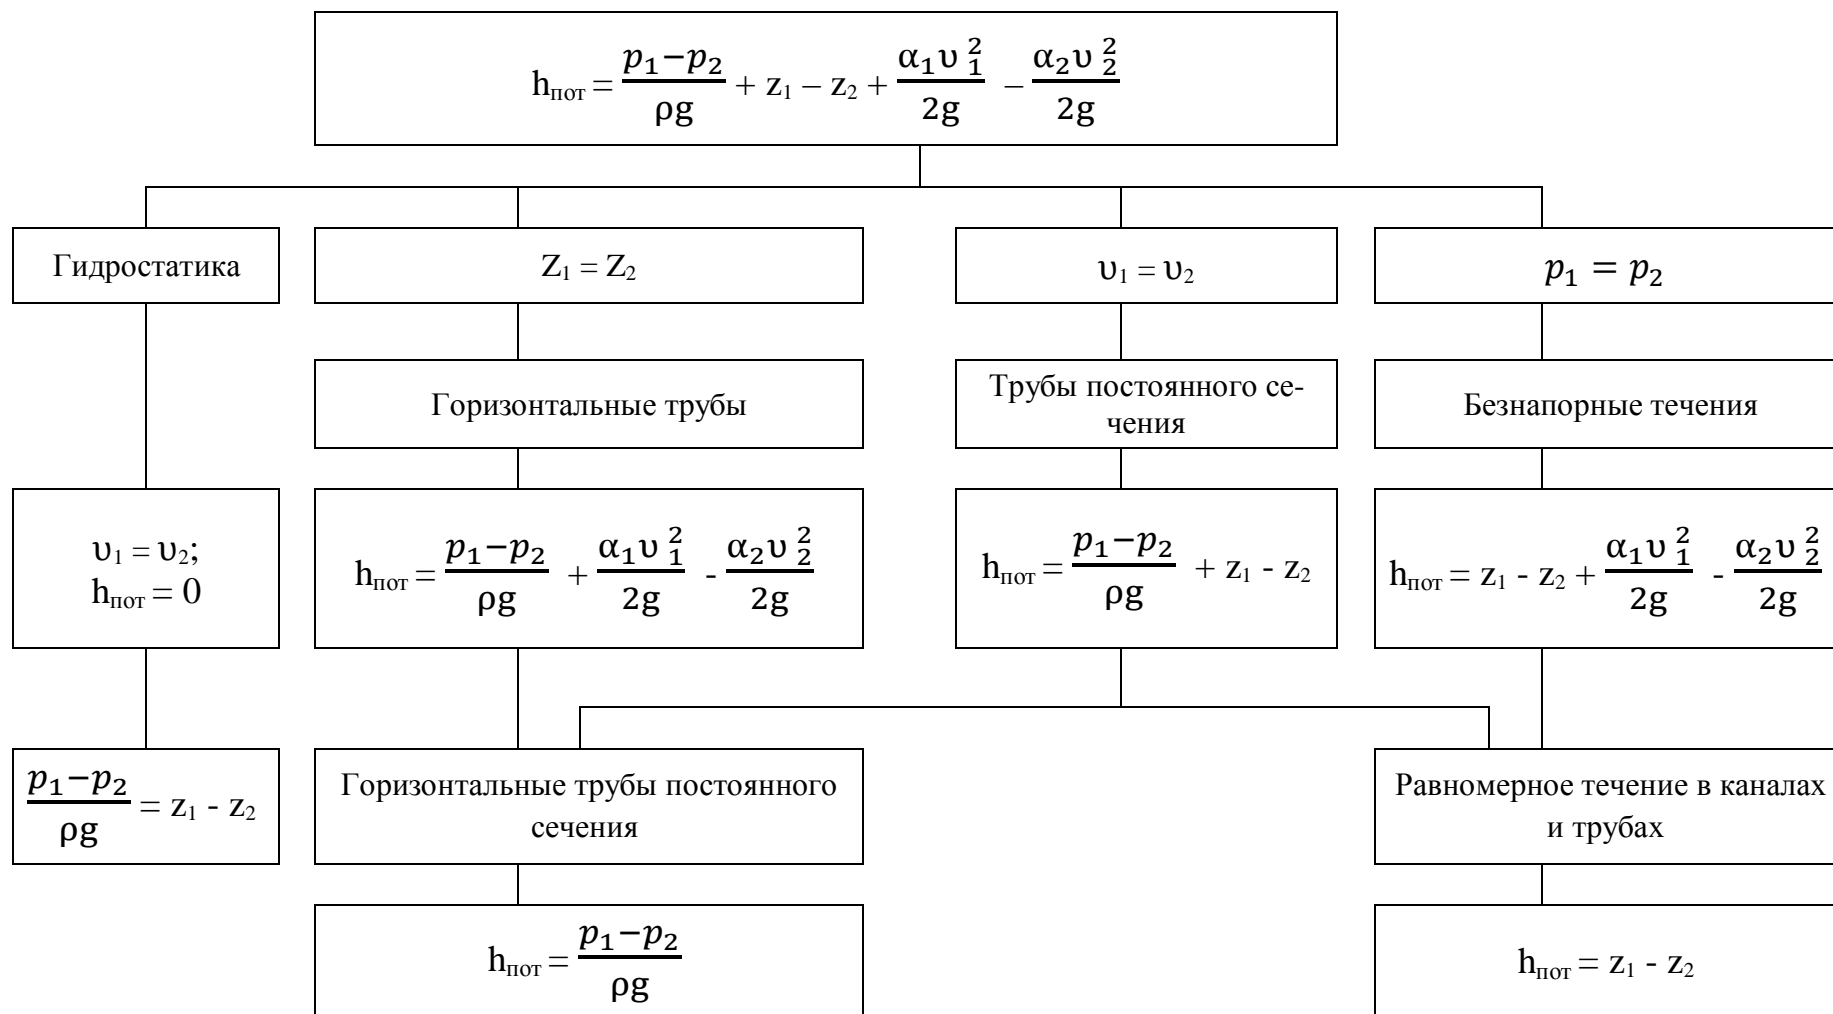 h_пот = (p₁−p₂)/(ρg) + z₁ – z₂ + (α₁υ₁²)/(2g) − (α₂υ₂²)/(2g)
Гидростатика
Z₁ = Z₂
υ₁ = υ₂
p₁ = p₂
Горизонтальные трубы
Трубы постоянного се-
чения
Безнапорные течения
υ₁ = υ₂;
h_пот = 0
h_пот = (p₁−p₂)/(ρg) + (α₁υ₁²)/(2g) - (α₂υ₂²)/(2g)
h_пот = (p₁−p₂)/(ρg) + z₁ - z₂
h_пот = z₁ - z₂ + (α₁υ₁²)/(2g) - (α₂υ₂²)/(2g)
(p₁−p₂)/(ρg) = z₁ - z₂
Горизонтальные трубы постоянного
сечения
Равномерное течение в каналах
и трубах
h_пот = (p₁−p₂)/(ρg)
h_пот = z₁ - z₂